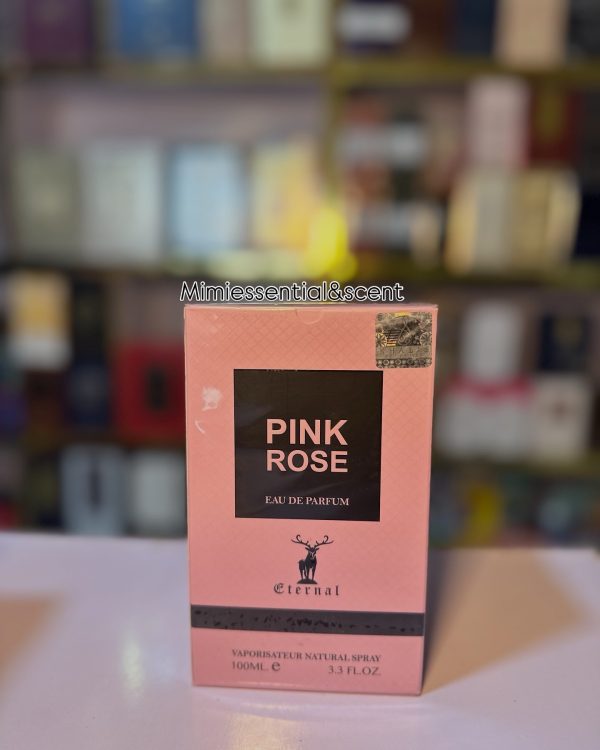 Mimiessential&scent
PINK
ROSE
EAU DE PARFUM
Eternal
VAPORISATEUR NATURAL SPRAY
100ML. e 3.3 FL.OZ.